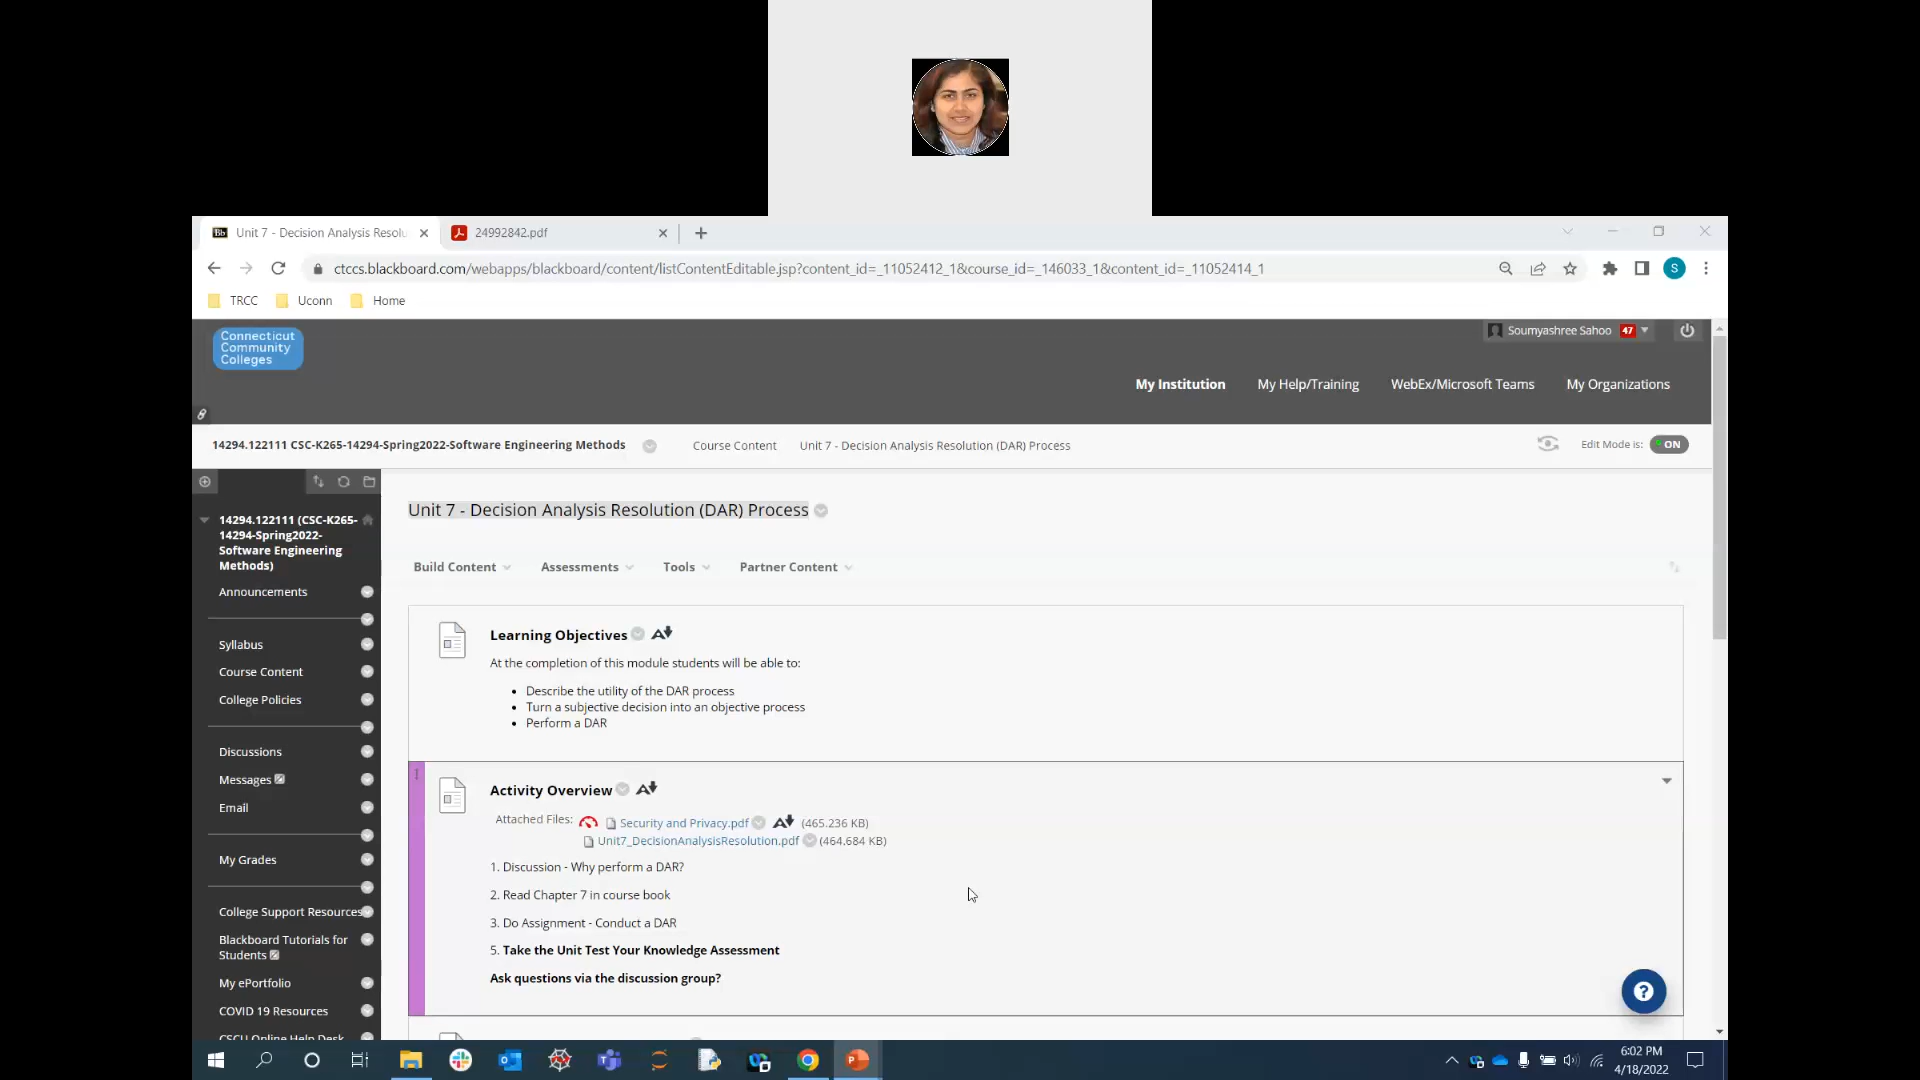 Unit 7 - Decision Analysis Resolu
24992842.pdf
ctccs.blackboard.com/webapps/blackboard/content/listContentEditable.jsp?content_id=_11052412_1&course_id=_146033_1&content_id=_11052414_1
S
TRCC
Uconn
Home
Connecticut
Community
Colleges
Soumyashree Sahoo 47
My Institution
My Help/Training
WebEx/Microsoft Teams
My Organizations
14294.122111 CSC-K265-14294-Spring2022-Software Engineering Methods
Course Content
Unit 7 - Decision Analysis Resolution (DAR) Process
Edit Mode is: ON
14294.122111 (CSC-K265-
14294-Spring2022-
Software Engineering
Methods)
Announcements
Syllabus
Course Content
College Policies
Discussions
Messages
Email
My Grades
College Support Resources
Blackboard Tutorials for
Students
My ePortfolio
COVID 19 Resources
CSCU Online Help Desk
Unit 7 - Decision Analysis Resolution (DAR) Process
Build Content
Assessments
Tools
Partner Content
Learning Objectives
At the completion of this module students will be able to:
• Describe the utility of the DAR process
• Turn a subjective decision into an objective process
• Perform a DAR
Activity Overview
Attached Files: Security and Privacy.pdf (465.236 KB)
Unit7_DecisionAnalysisResolution.pdf (464.684 KB)
1. Discussion - Why perform a DAR?
2. Read Chapter 7 in course book
3. Do Assignment - Conduct a DAR
5. Take the Unit Test Your Knowledge Assessment
Ask questions via the discussion group?
6:02 PM
4/18/2022